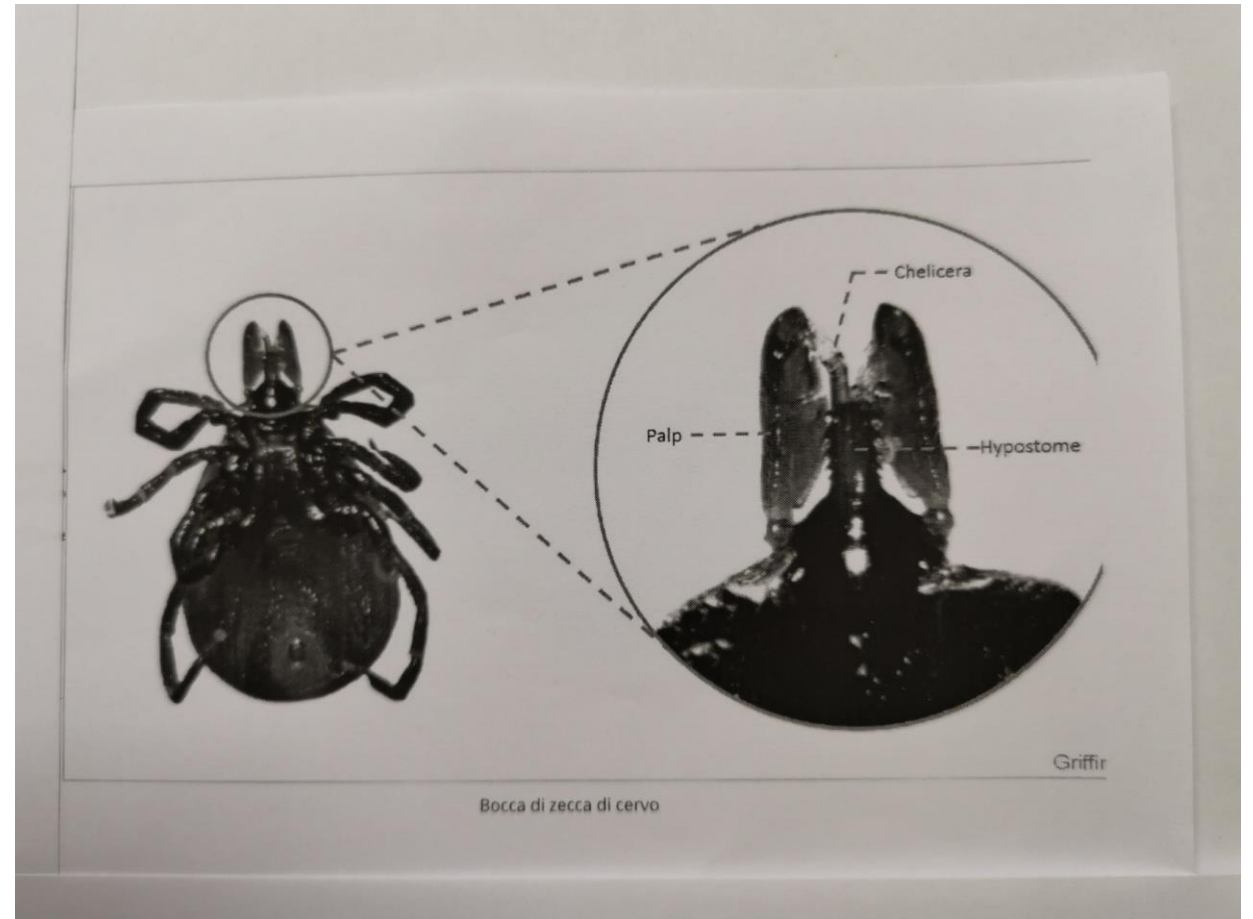 Chelicera
Palp
Hypostome
Griffir
Bocca di zecca di cervo